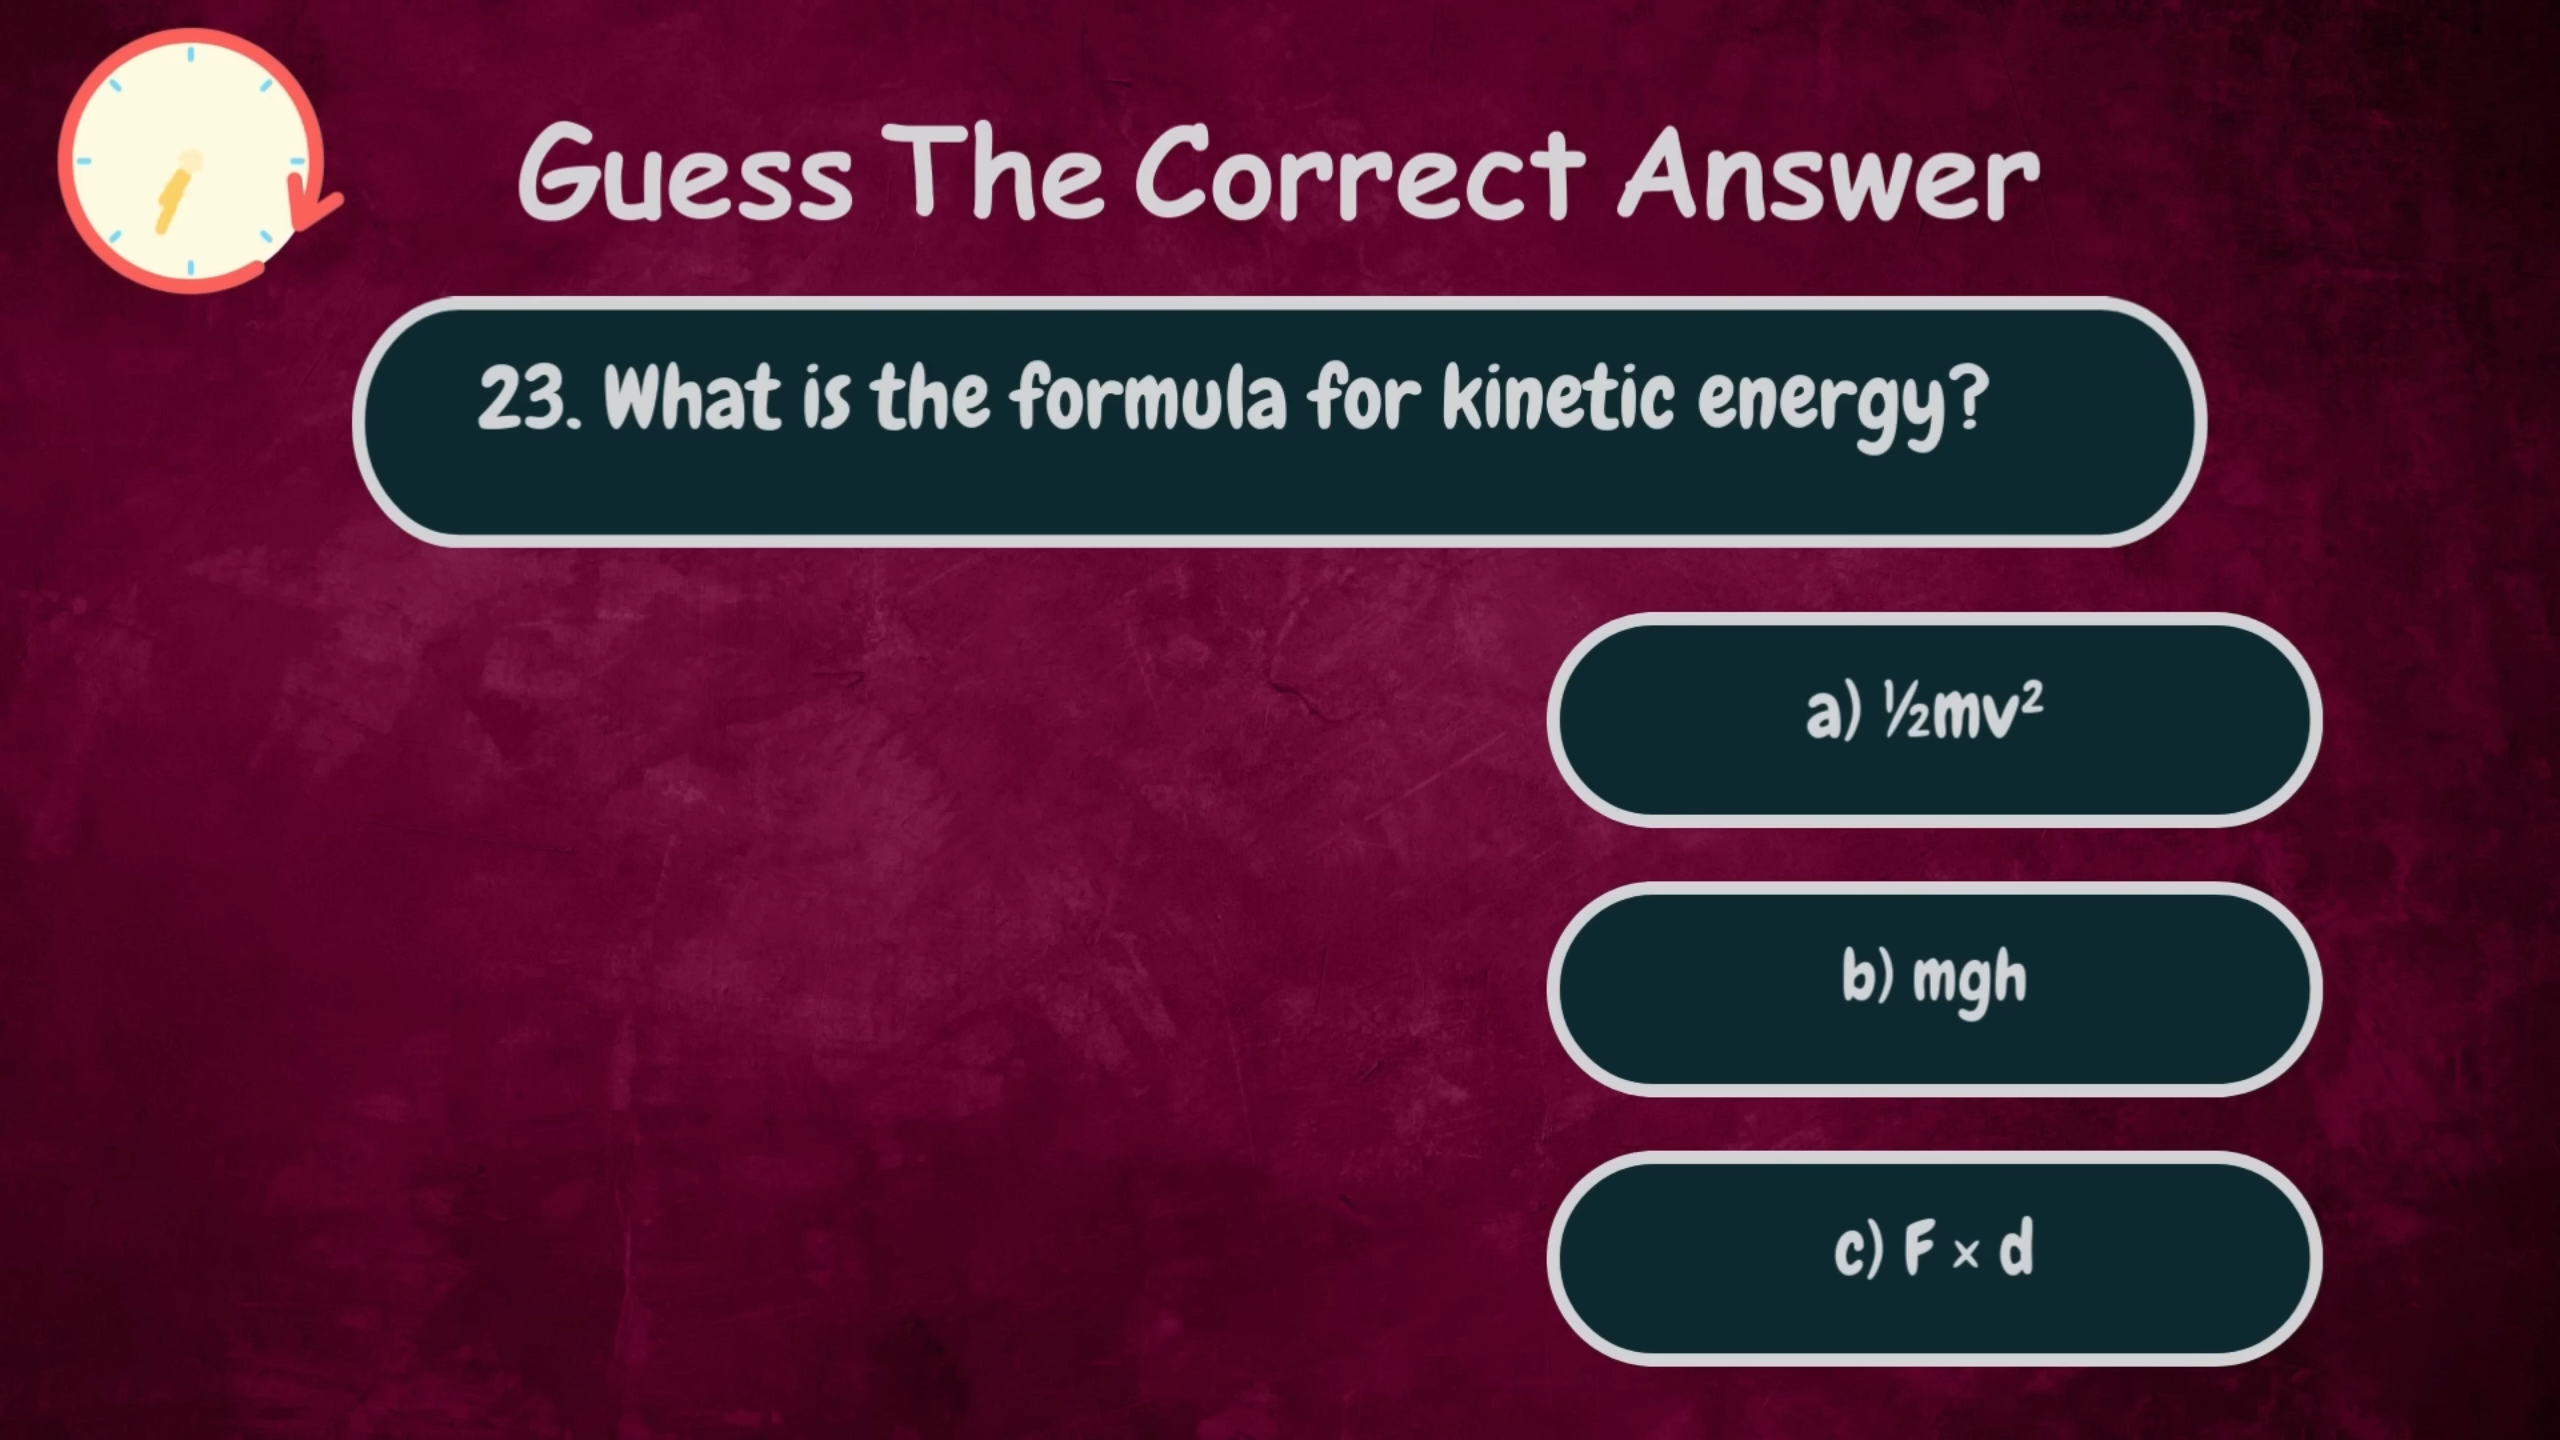 Guess The Correct Answer
23. What is the formula for kinetic energy?
a) ½mv²
b) mgh
c) F × d